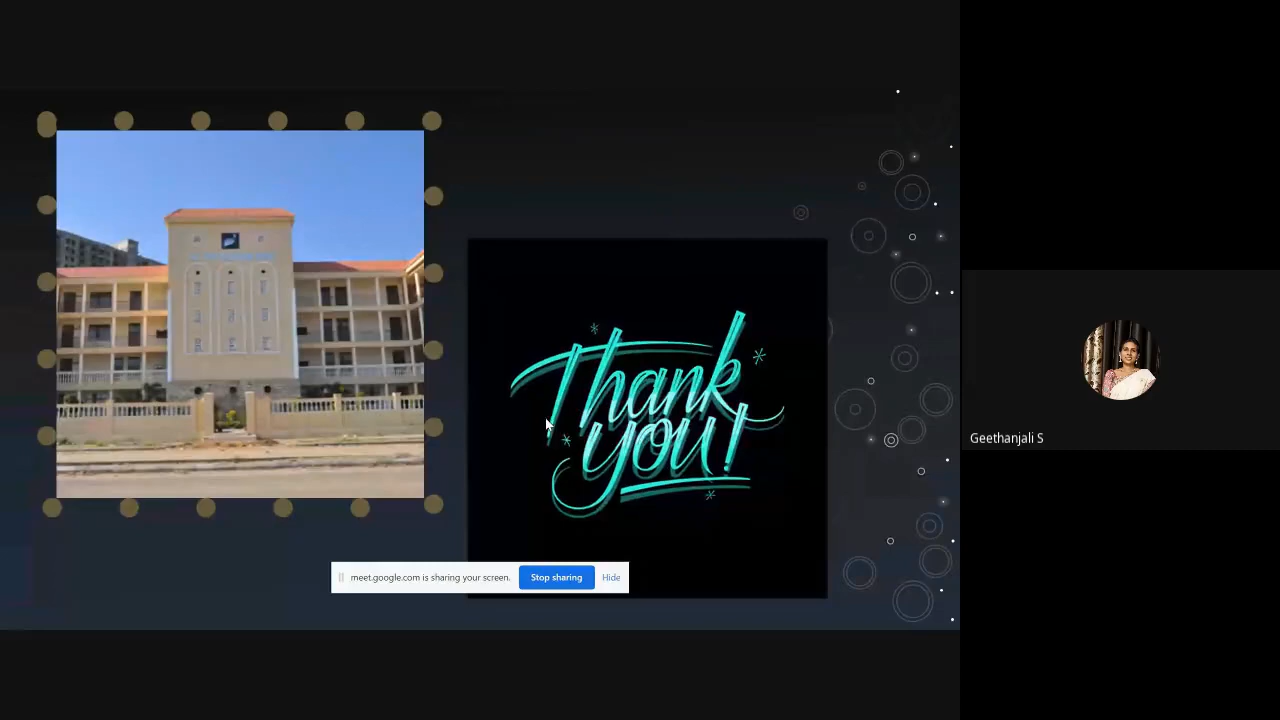 Thank
you!
meet.google.com is sharing your screen.
Stop sharing
Hide
Geethanjali S